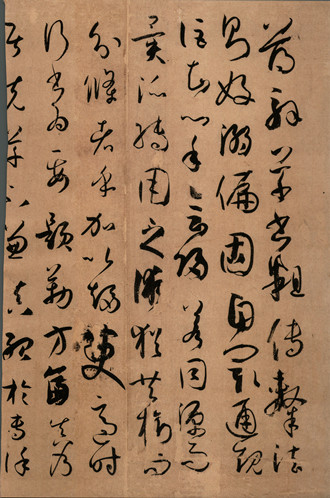 薄解草書粗傳隸法
則好溺偏固自閡通規
詎知心手會歸若同源而
異派轉用之術猶共樹而
分條者乎加以趨變適時
行書為要題勒方畐真乃
居先草不兼真殆於專謹